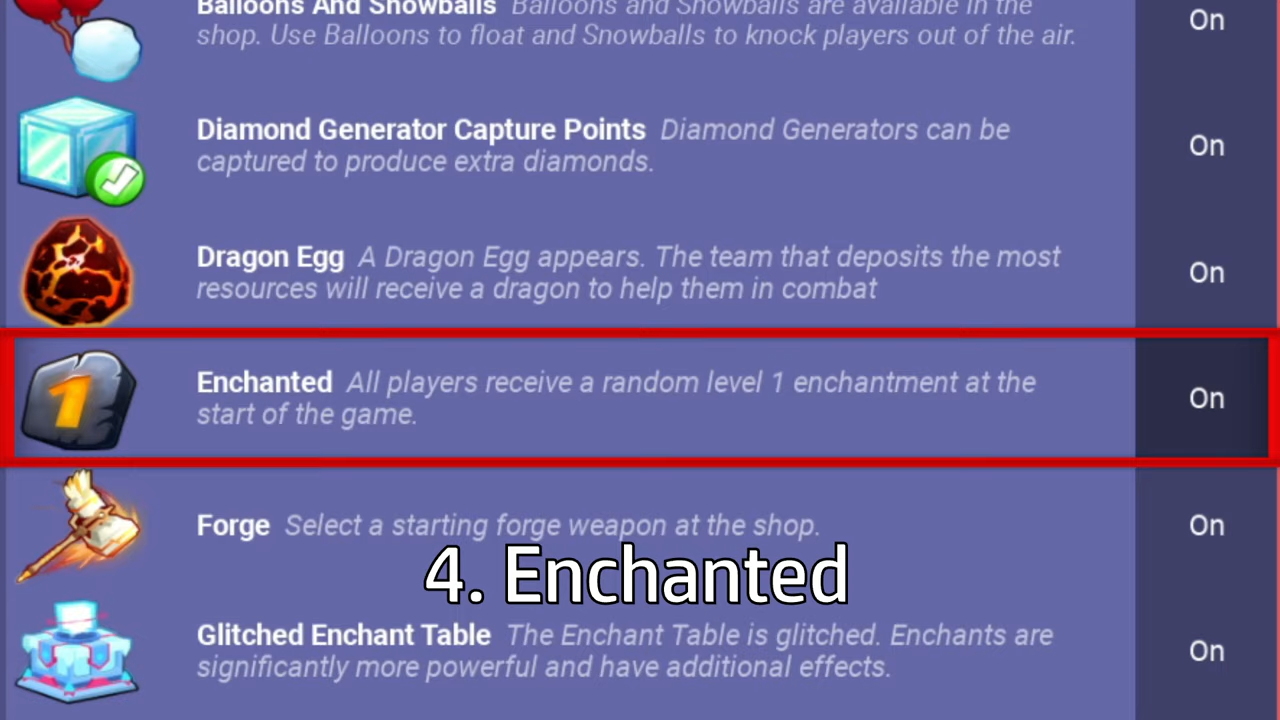 Balloons And Snowballs Balloons and Snowballs are available in the
shop. Use Balloons to float and Snowballs to knock players out of the air.
On
Diamond Generator Capture Points Diamond Generators can be
captured to produce extra diamonds.
On
Dragon Egg A Dragon Egg appears. The team that deposits the most
resources will receive a dragon to help them in combat
On
1
Enchanted All players receive a random level 1 enchantment at the
start of the game.
On
Forge Select a starting forge weapon at the shop.
On
4. Enchanted
Glitched Enchant Table The Enchant Table is glitched. Enchants are
significantly more powerful and have additional effects.
On